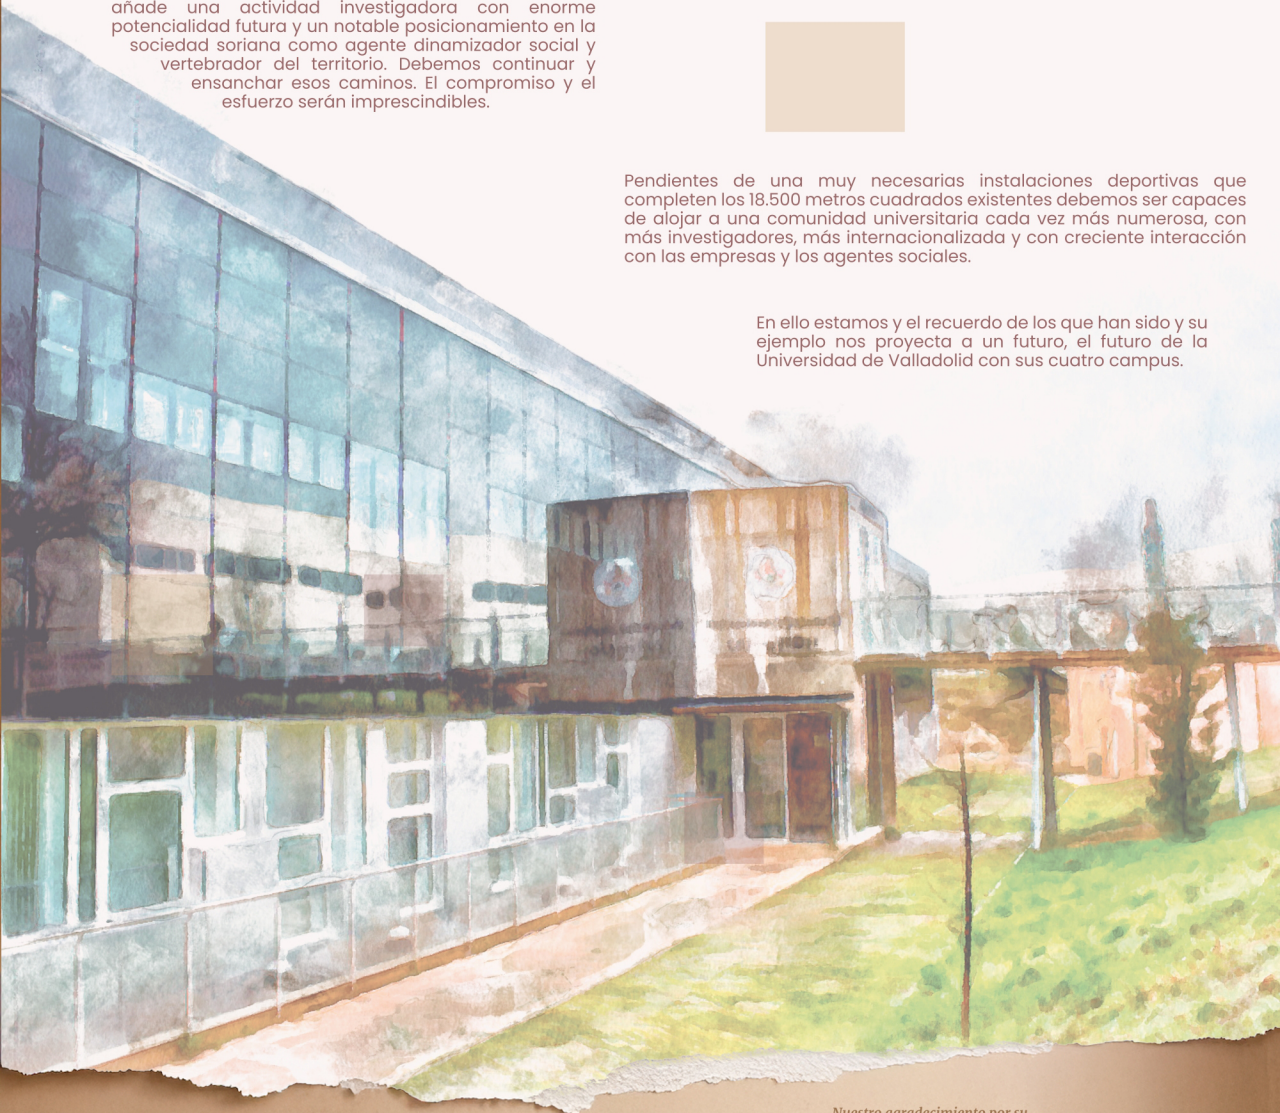 añade una actividad investigadora con enorme
potencialidad futura y un notable posicionamiento en la
sociedad soriana como agente dinamizador social y
vertebrador del territorio. Debemos continuar y
ensanchar esos caminos. El compromiso y el
esfuerzo serán imprescindibles.
Pendientes de una muy necesarias instalaciones deportivas que
completen los 18.500 metros cuadrados existentes debemos ser capaces
de alojar a una comunidad universitaria cada vez más numerosa, con
más investigadores, más internacionalizada y con creciente interacción
con las empresas y los agentes sociales.
En ello estamos y el recuerdo de los que han sido y su
ejemplo nos proyecta a un futuro, el futuro de la
Universidad de Valladolid con sus cuatro campus.
Nuestro agradecimiento por su